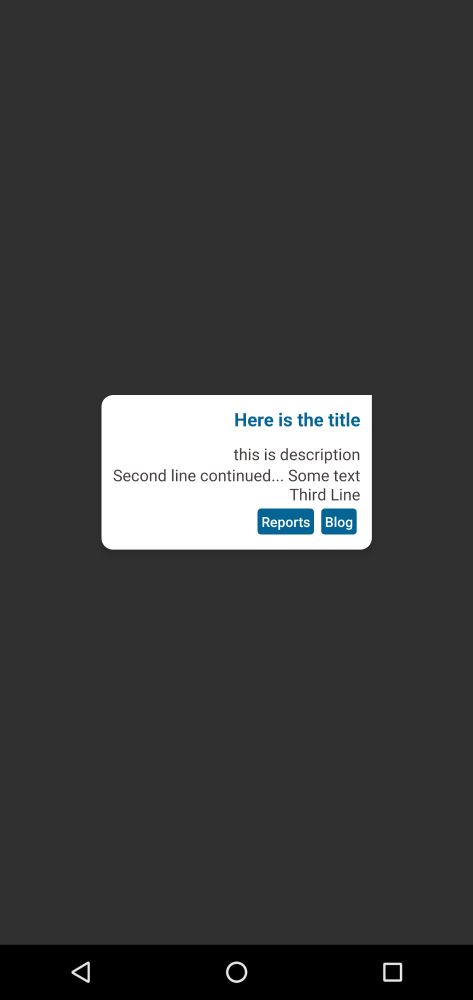 Here is the title
this is description
Second line continued... Some text
Third Line
Reports Blog